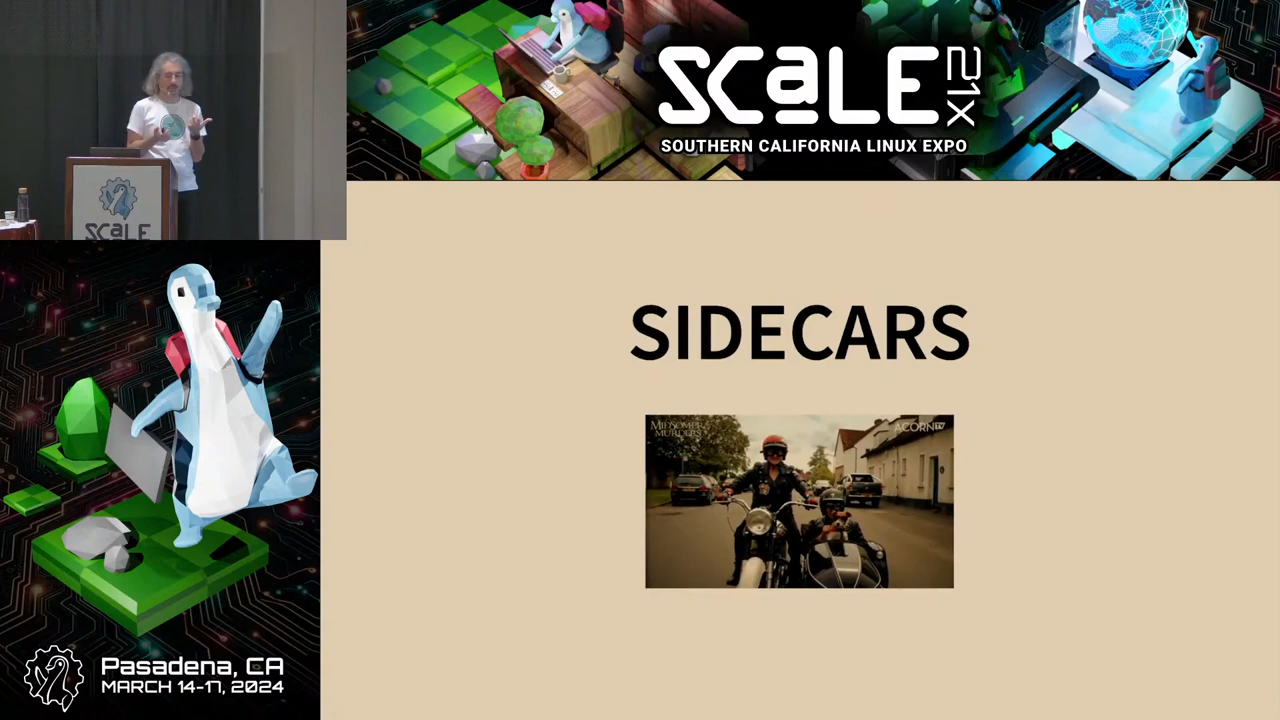 SCALE
SCaLE 21X
SOUTHERN CALIFORNIA LINUX EXPO
SIDECARS
MIDSOMER
MURDERS
ACORN TV
Pasadena, CA
MARCH 14-17, 2024